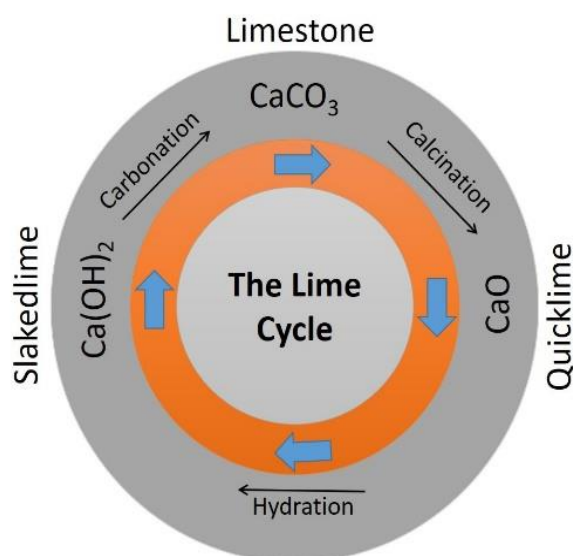 Limestone
CaCO₃
Carbonation
Calcination
Slakedlime
Ca(OH)₂
The Lime
Cycle
CaO
Quicklime
Hydration